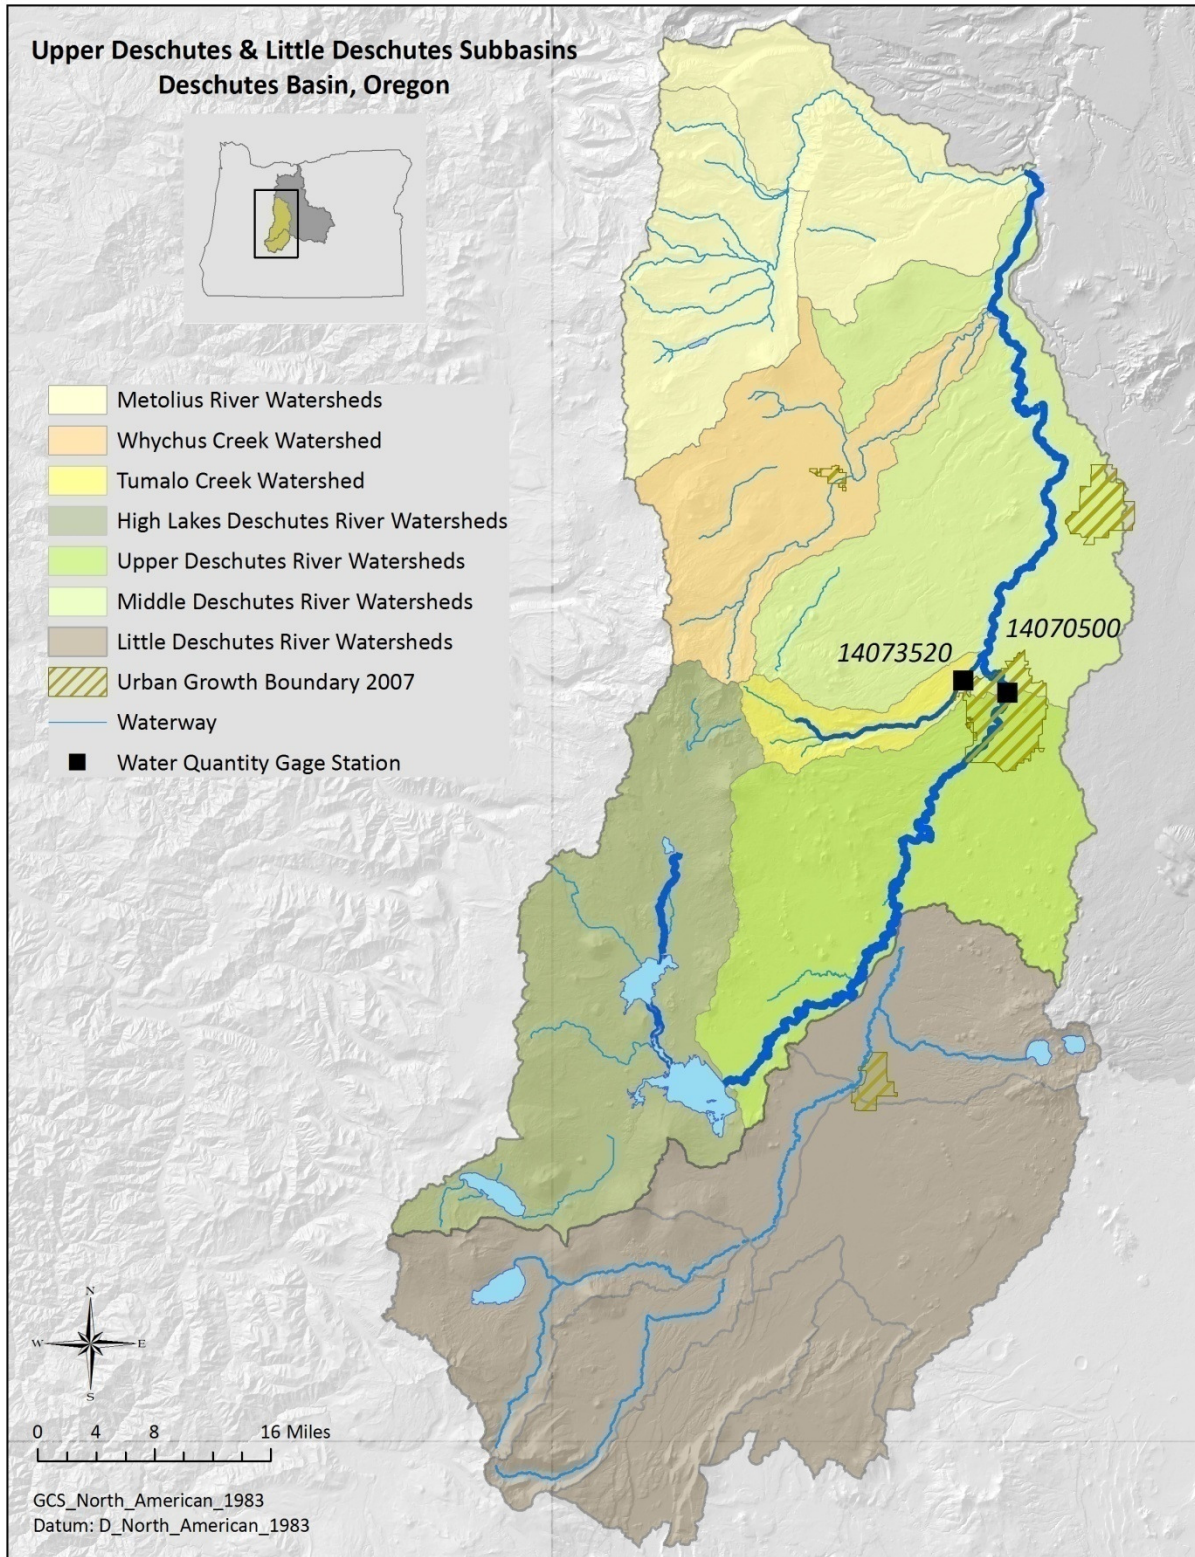 Upper Deschutes & Little Deschutes Subbasins
Deschutes Basin, Oregon
Metolius River Watersheds
Whychus Creek Watershed
Tumalo Creek Watershed
High Lakes Deschutes River Watersheds
Upper Deschutes River Watersheds
Middle Deschutes River Watersheds
Little Deschutes River Watersheds
Urban Growth Boundary 2007
Waterway
Water Quantity Gage Station
14070500
14073520
N
W E
S
0 4 8 16 Miles
GCS_North_American_1983
Datum: D_North_American_1983